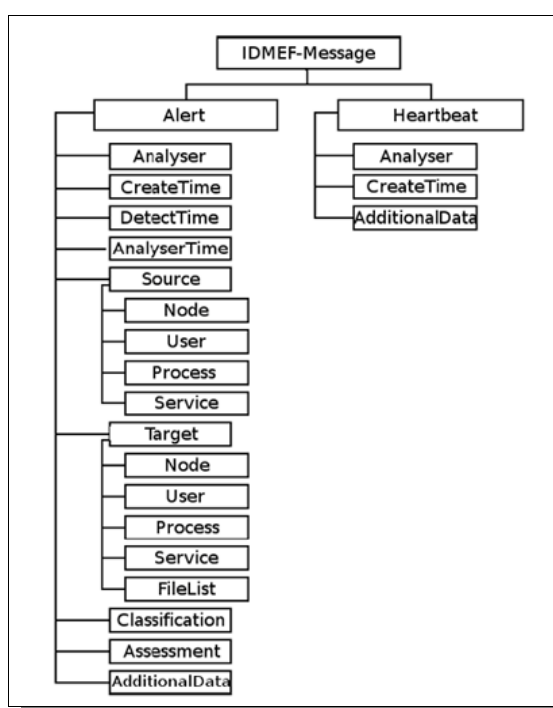 IDMEF-Message
Alert
Heartbeat
Analyser
CreateTime
DetectTime
AnalyserTime
Source
Node
User
Process
Service
Target
Node
User
Process
Service
FileList
Classification
Assessment
AdditionalData
Analyser
CreateTime
AdditionalData